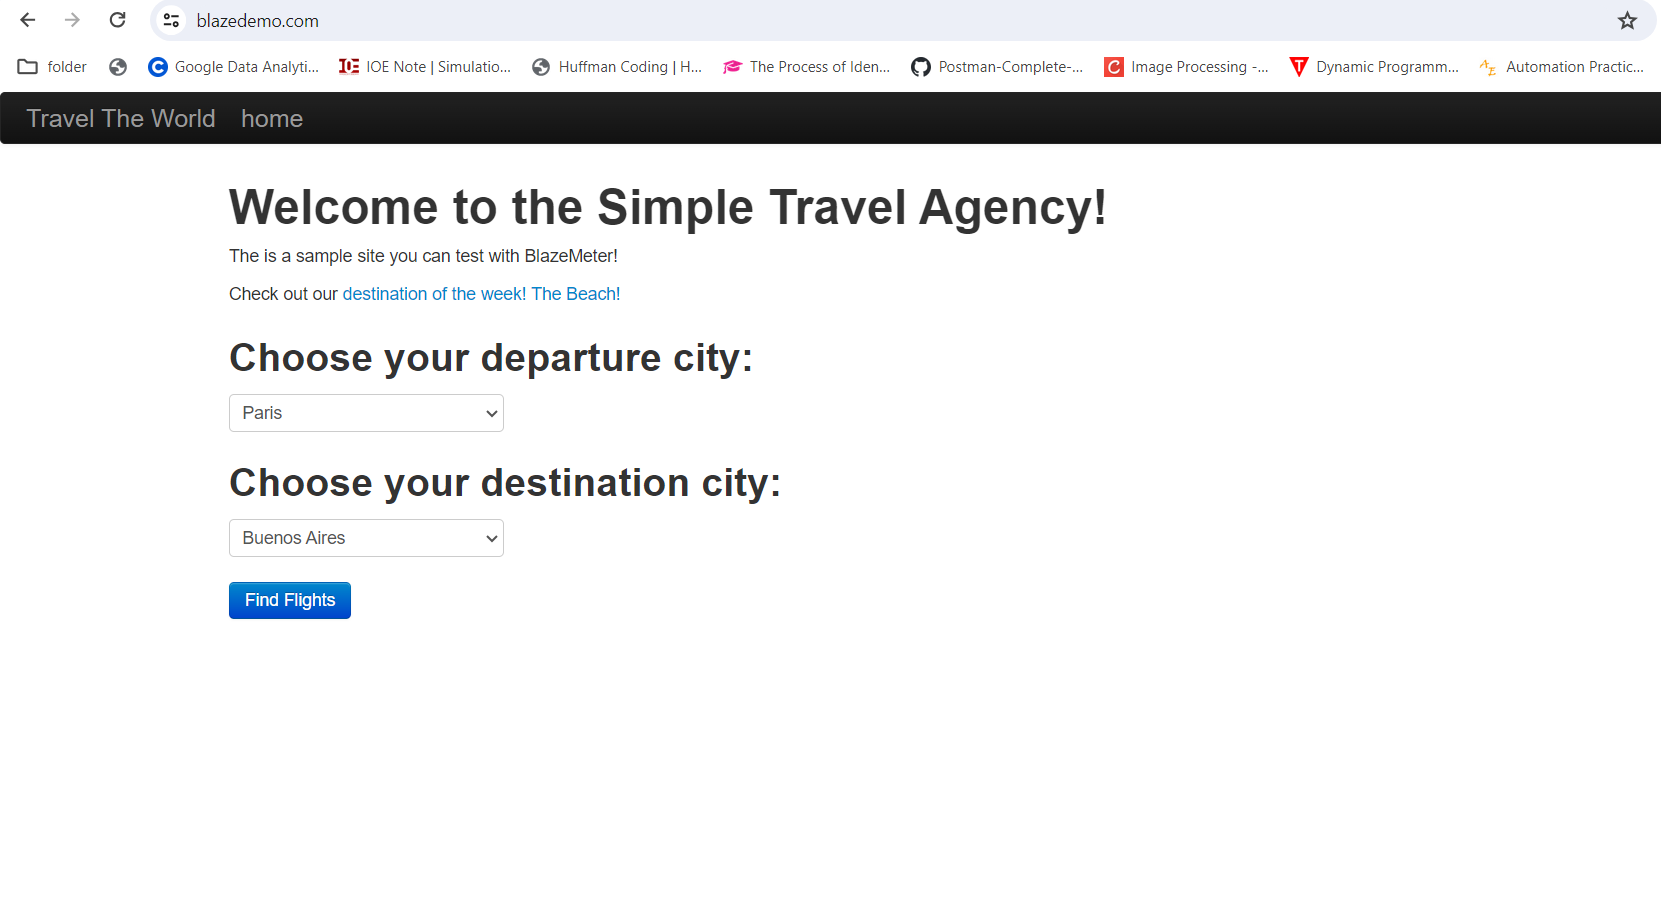 blazedemo.com
folder
Google Data Analyti...
IOE Note | Simulatio...
Huffman Coding | H...
The Process of Iden...
Postman-Complete-...
Image Processing -...
Dynamic Programm...
Automation Practic...
Travel The World home
Welcome to the Simple Travel Agency!
The is a sample site you can test with BlazeMeter!
Check out our destination of the week! The Beach!
Choose your departure city:
Paris
Choose your destination city:
Buenos Aires
Find Flights